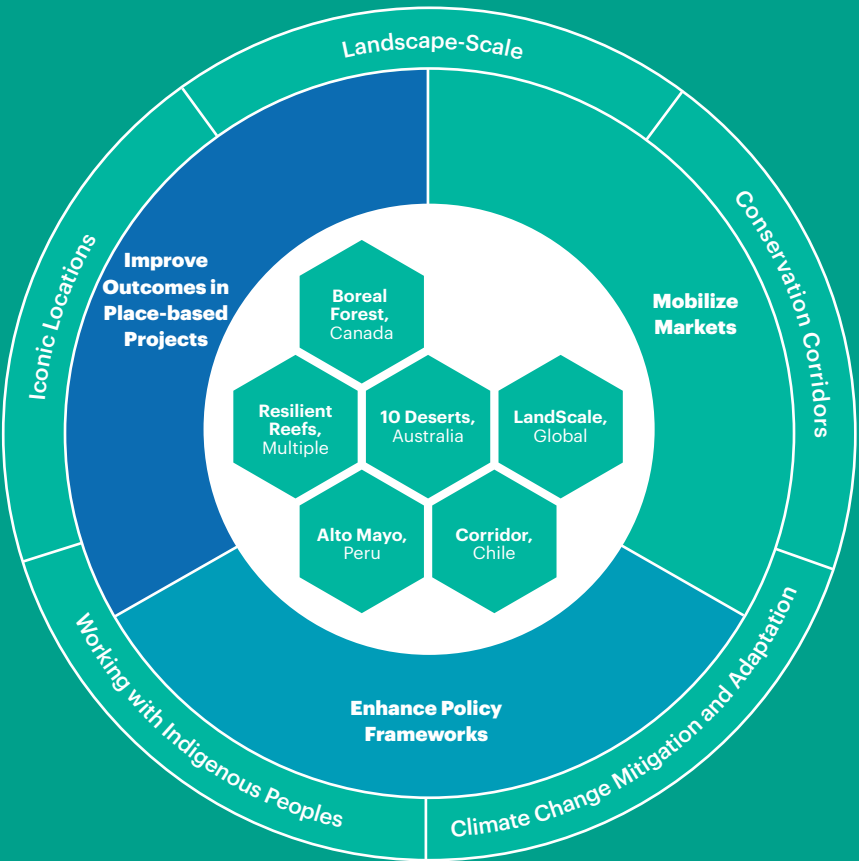 Landscape-Scale
Conservation Corridors
Climate Change Mitigation and Adaptation
Working with Indigenous Peoples
Iconic Locations
Improve
Outcomes in
Place-based
Projects
Mobilize
Markets
Enhance Policy
Frameworks
Boreal
Forest,
Canada
Resilient
Reefs,
Multiple
10 Deserts,
Australia
LandScale,
Global
Alto Mayo,
Peru
Corridor,
Chile